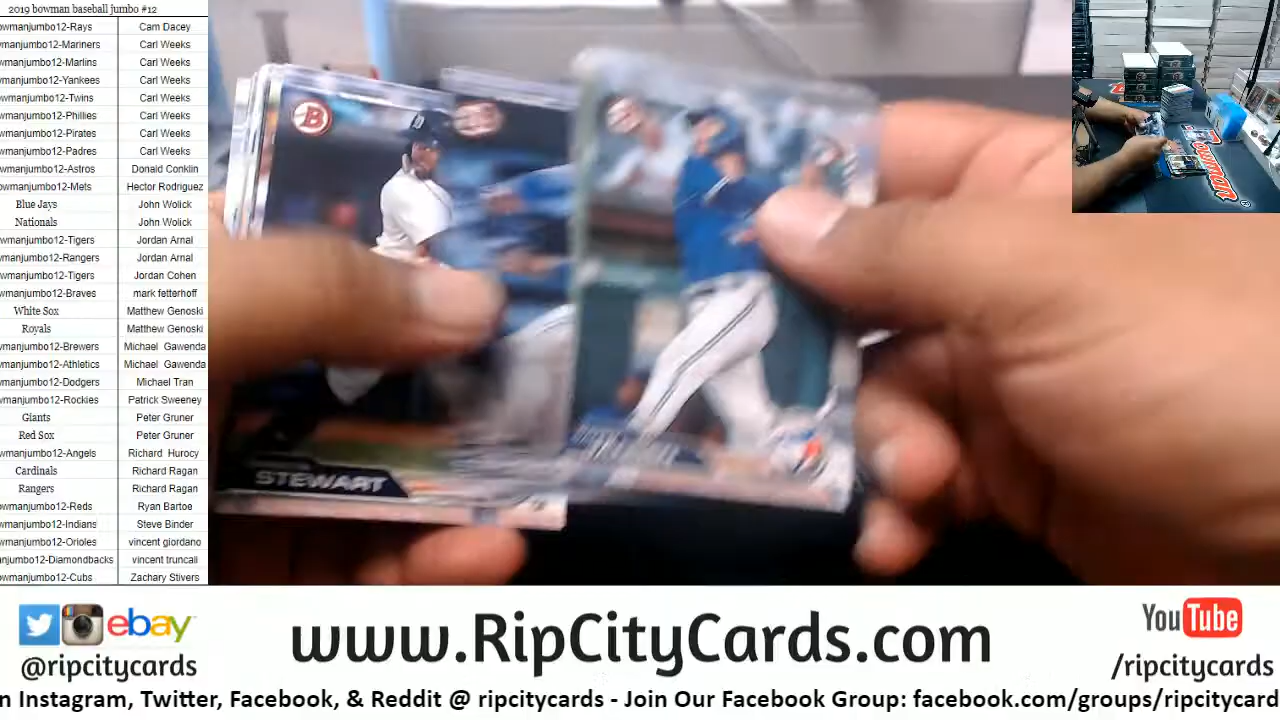 2019 bowman baseball jumbo #12
owmanjumbo12-Rays Cam Dacey
wmanjumbo12-Mariners Carl Weeks
wmanjumbo12-Marlins Carl Weeks
wmanjumbo12-Yankees Carl Weeks
owmanjumbo12-Twins Carl Weeks
wmanjumbo12-Phillies Carl Weeks
wmanjumbo12-Pirates Carl Weeks
wmanjumbo12-Padres Carl Weeks
wmanjumbo12-Astros Donald Conklin
owmanjumbo12-Mets Hector Rodriguez
Blue Jays John Wolick
Nationals John Wolick
wmanjumbo12-Tigers Jordan Arnal
wmanjumbo12-Rangers Jordan Arnal
wmanjumbo12-Tigers Jordan Cohen
wmanjumbo12-Braves mark fetterhoff
White Sox Matthew Genoski
Royals Matthew Genoski
wmanjumbo12-Brewers Michael Gawenda
wmanjumbo12-Athletics Michael Gawenda
wmanjumbo12-Dodgers Michael Tran
wmanjumbo12-Rockies Patrick Sweeney
Giants Peter Gruner
Red Sox Peter Gruner
wmanjumbo12-Angels Richard Hurocy
Cardinals Richard Ragan
Rangers Richard Ragan
owmanjumbo12-Reds Ryan Bartoe
wmanjumbo12-Indians Steve Binder
wmanjumbo12-Orioles vincent giordano
anjumbo12-Diamondbacks vincent truncali
owmanjumbo12-Cubs Zachary Stivers
B
STEWART
Bowman
ebay
@ripcitycards
www.RipCityCards.com
YouTube
/ripcitycards
n Instagram, Twitter, Facebook, & Reddit @ ripcitycards - Join Our Facebook Group: facebook.com/groups/ripcitycard